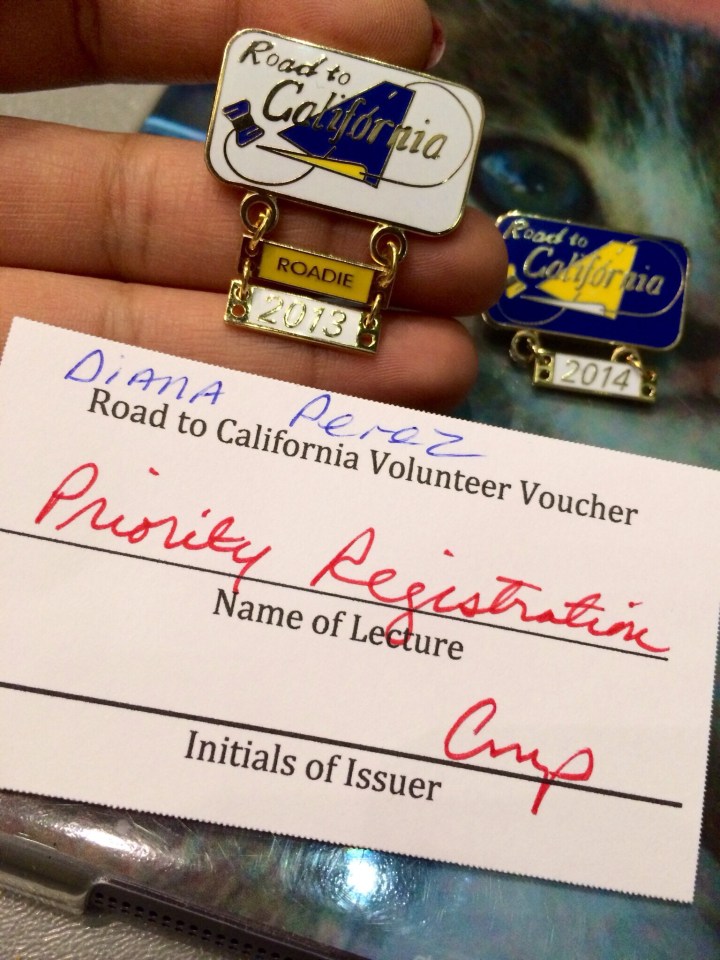 Road to
California
ROADIE
2013
Road to
California
2014
Diana Perez
Road to California Volunteer Voucher
Priority Registration
Name of Lecture
Cmp
Initials of Issuer